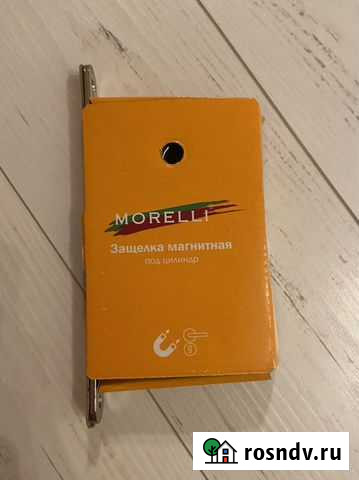 MORELLI
Защелка магнитная
под цилиндр
rosndv.ru